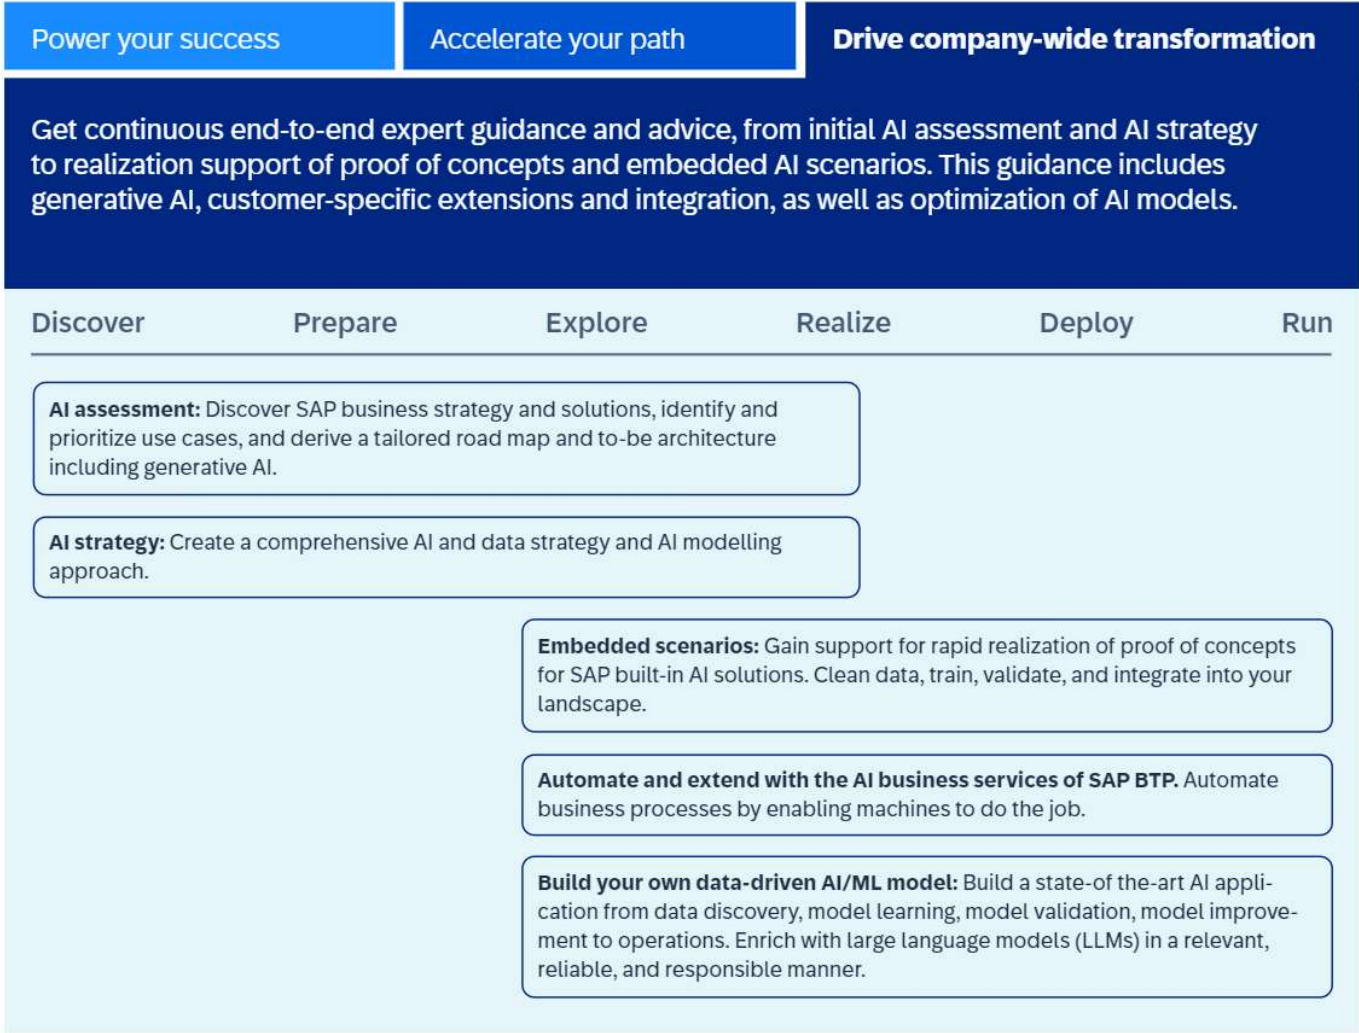 Power your success
Accelerate your path
Drive company-wide transformation
Get continuous end-to-end expert guidance and advice, from initial AI assessment and AI strategy
to realization support of proof of concepts and embedded AI scenarios. This guidance includes
generative AI, customer-specific extensions and integration, as well as optimization of AI models.
Discover
Prepare
Explore
Realize
Deploy
Run
AI assessment: Discover SAP business strategy and solutions, identify and
prioritize use cases, and derive a tailored road map and to-be architecture
including generative AI.
AI strategy: Create a comprehensive AI and data strategy and AI modelling
approach.
Embedded scenarios: Gain support for rapid realization of proof of concepts
for SAP built-in AI solutions. Clean data, train, validate, and integrate into your
landscape.
Automate and extend with the AI business services of SAP BTP. Automate
business processes by enabling machines to do the job.
Build your own data-driven AI/ML model: Build a state-of the-art AI appli-
cation from data discovery, model learning, model validation, model improve-
ment to operations. Enrich with large language models (LLMs) in a relevant,
reliable, and responsible manner.